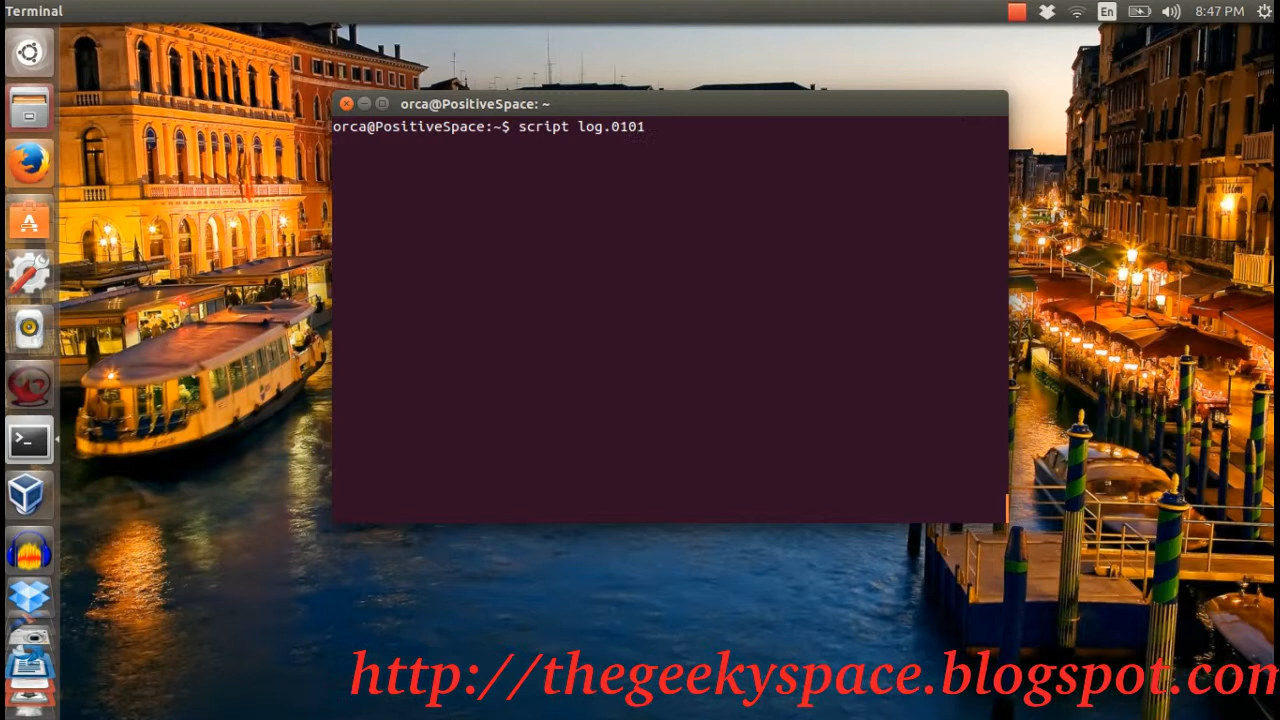 Terminal
En
8:47 PM
orca@PositiveSpace: ~
orca@PositiveSpace:~$ script log.0101
http://thegeekyspace.blogspot.com